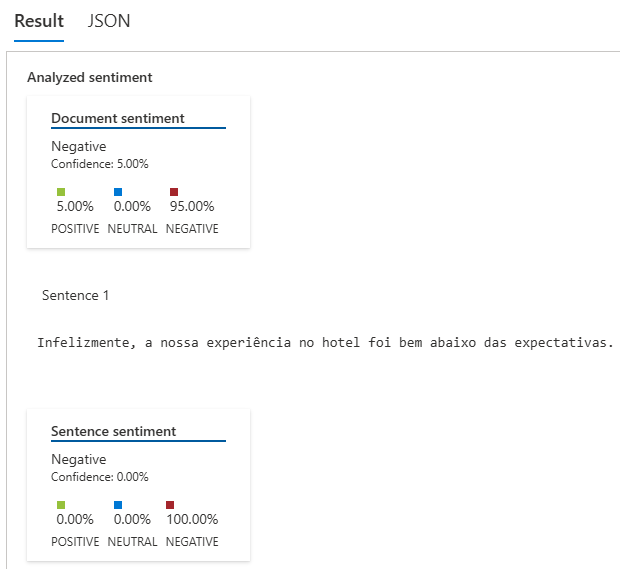 Result JSON
Analyzed sentiment
Document sentiment
Negative
Confidence: 5.00%
5.00% 0.00% 95.00%
POSITIVE NEUTRAL NEGATIVE
Sentence 1
Infelizmente, a nossa experiência no hotel foi bem abaixo das expectativas.
Sentence sentiment
Negative
Confidence: 0.00%
0.00% 0.00% 100.00%
POSITIVE NEUTRAL NEGATIVE